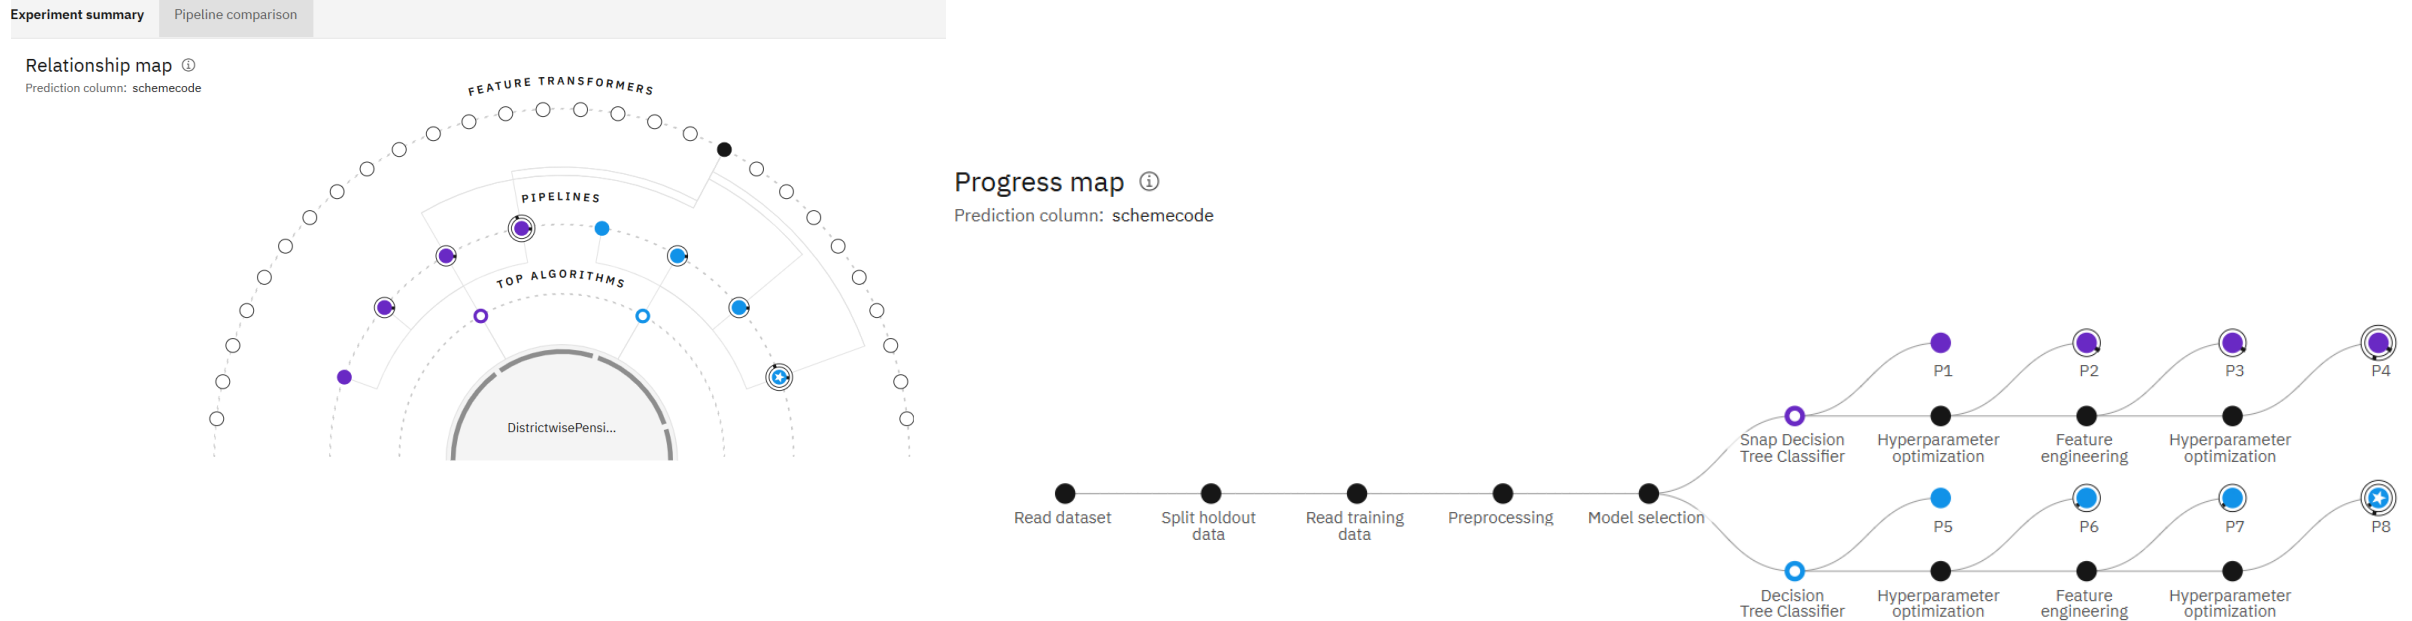 Experiment summary
Pipeline comparison
Relationship map
Prediction column: schemecode
FEATURE TRANSFORMERS
PIPELINES
TOP ALGORITHMS
DistrictwisePensi...
Progress map
Prediction column: schemecode
Read dataset
Split holdout
data
Read training
data
Preprocessing
Model selection
P1
P2
P3
P4
Snap Decision
Tree Classifier
Hyperparameter
optimization
Feature
engineering
Hyperparameter
optimization
P5
P6
P7
P8
Decision
Tree Classifier
Hyperparameter
optimization
Feature
engineering
Hyperparameter
optimization